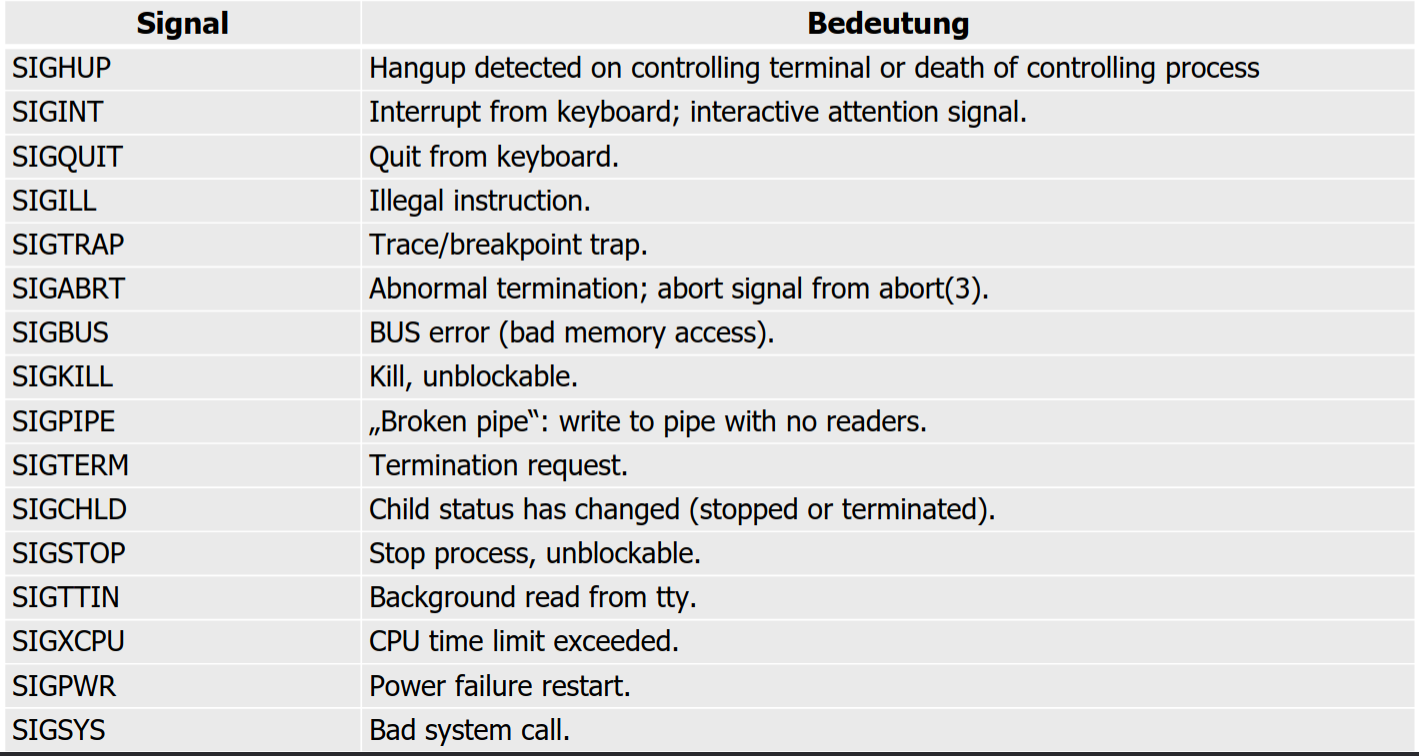 Signal Bedeutung
SIGHUP Hangup detected on controlling terminal or death of controlling process
SIGINT Interrupt from keyboard; interactive attention signal.
SIGQUIT Quit from keyboard.
SIGILL Illegal instruction.
SIGTRAP Trace/breakpoint trap.
SIGABRT Abnormal termination; abort signal from abort(3).
SIGBUS BUS error (bad memory access).
SIGKILL Kill, unblockable.
SIGPIPE „Broken pipe“: write to pipe with no readers.
SIGTERM Termination request.
SIGCHLD Child status has changed (stopped or terminated).
SIGSTOP Stop process, unblockable.
SIGTTIN Background read from tty.
SIGXCPU CPU time limit exceeded.
SIGPWR Power failure restart.
SIGSYS Bad system call.